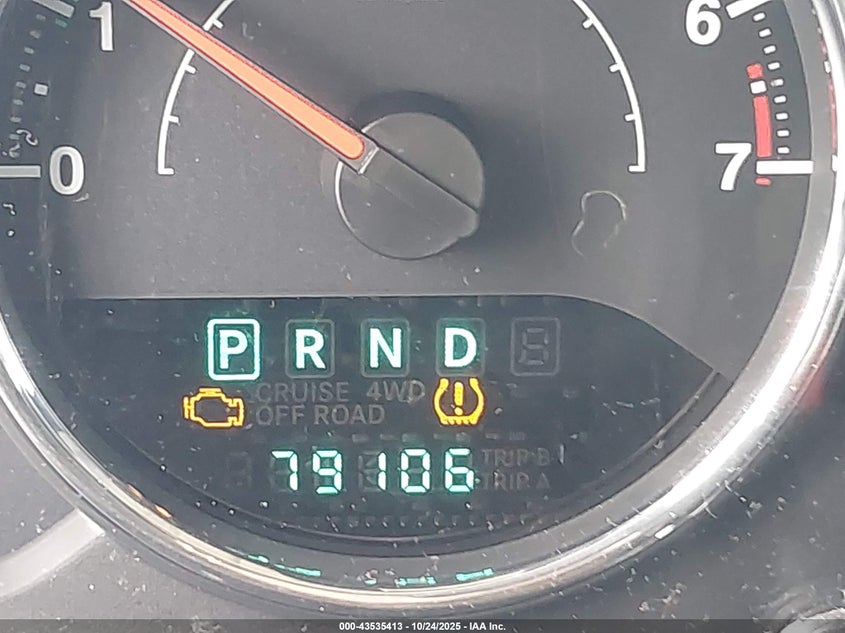 1
6
0
7
P R N D
CRUISE 4WD
OFF ROAD
79106
TRIP B
TRIP A
000-43535413 - 10/24/2025 - IAA Inc.